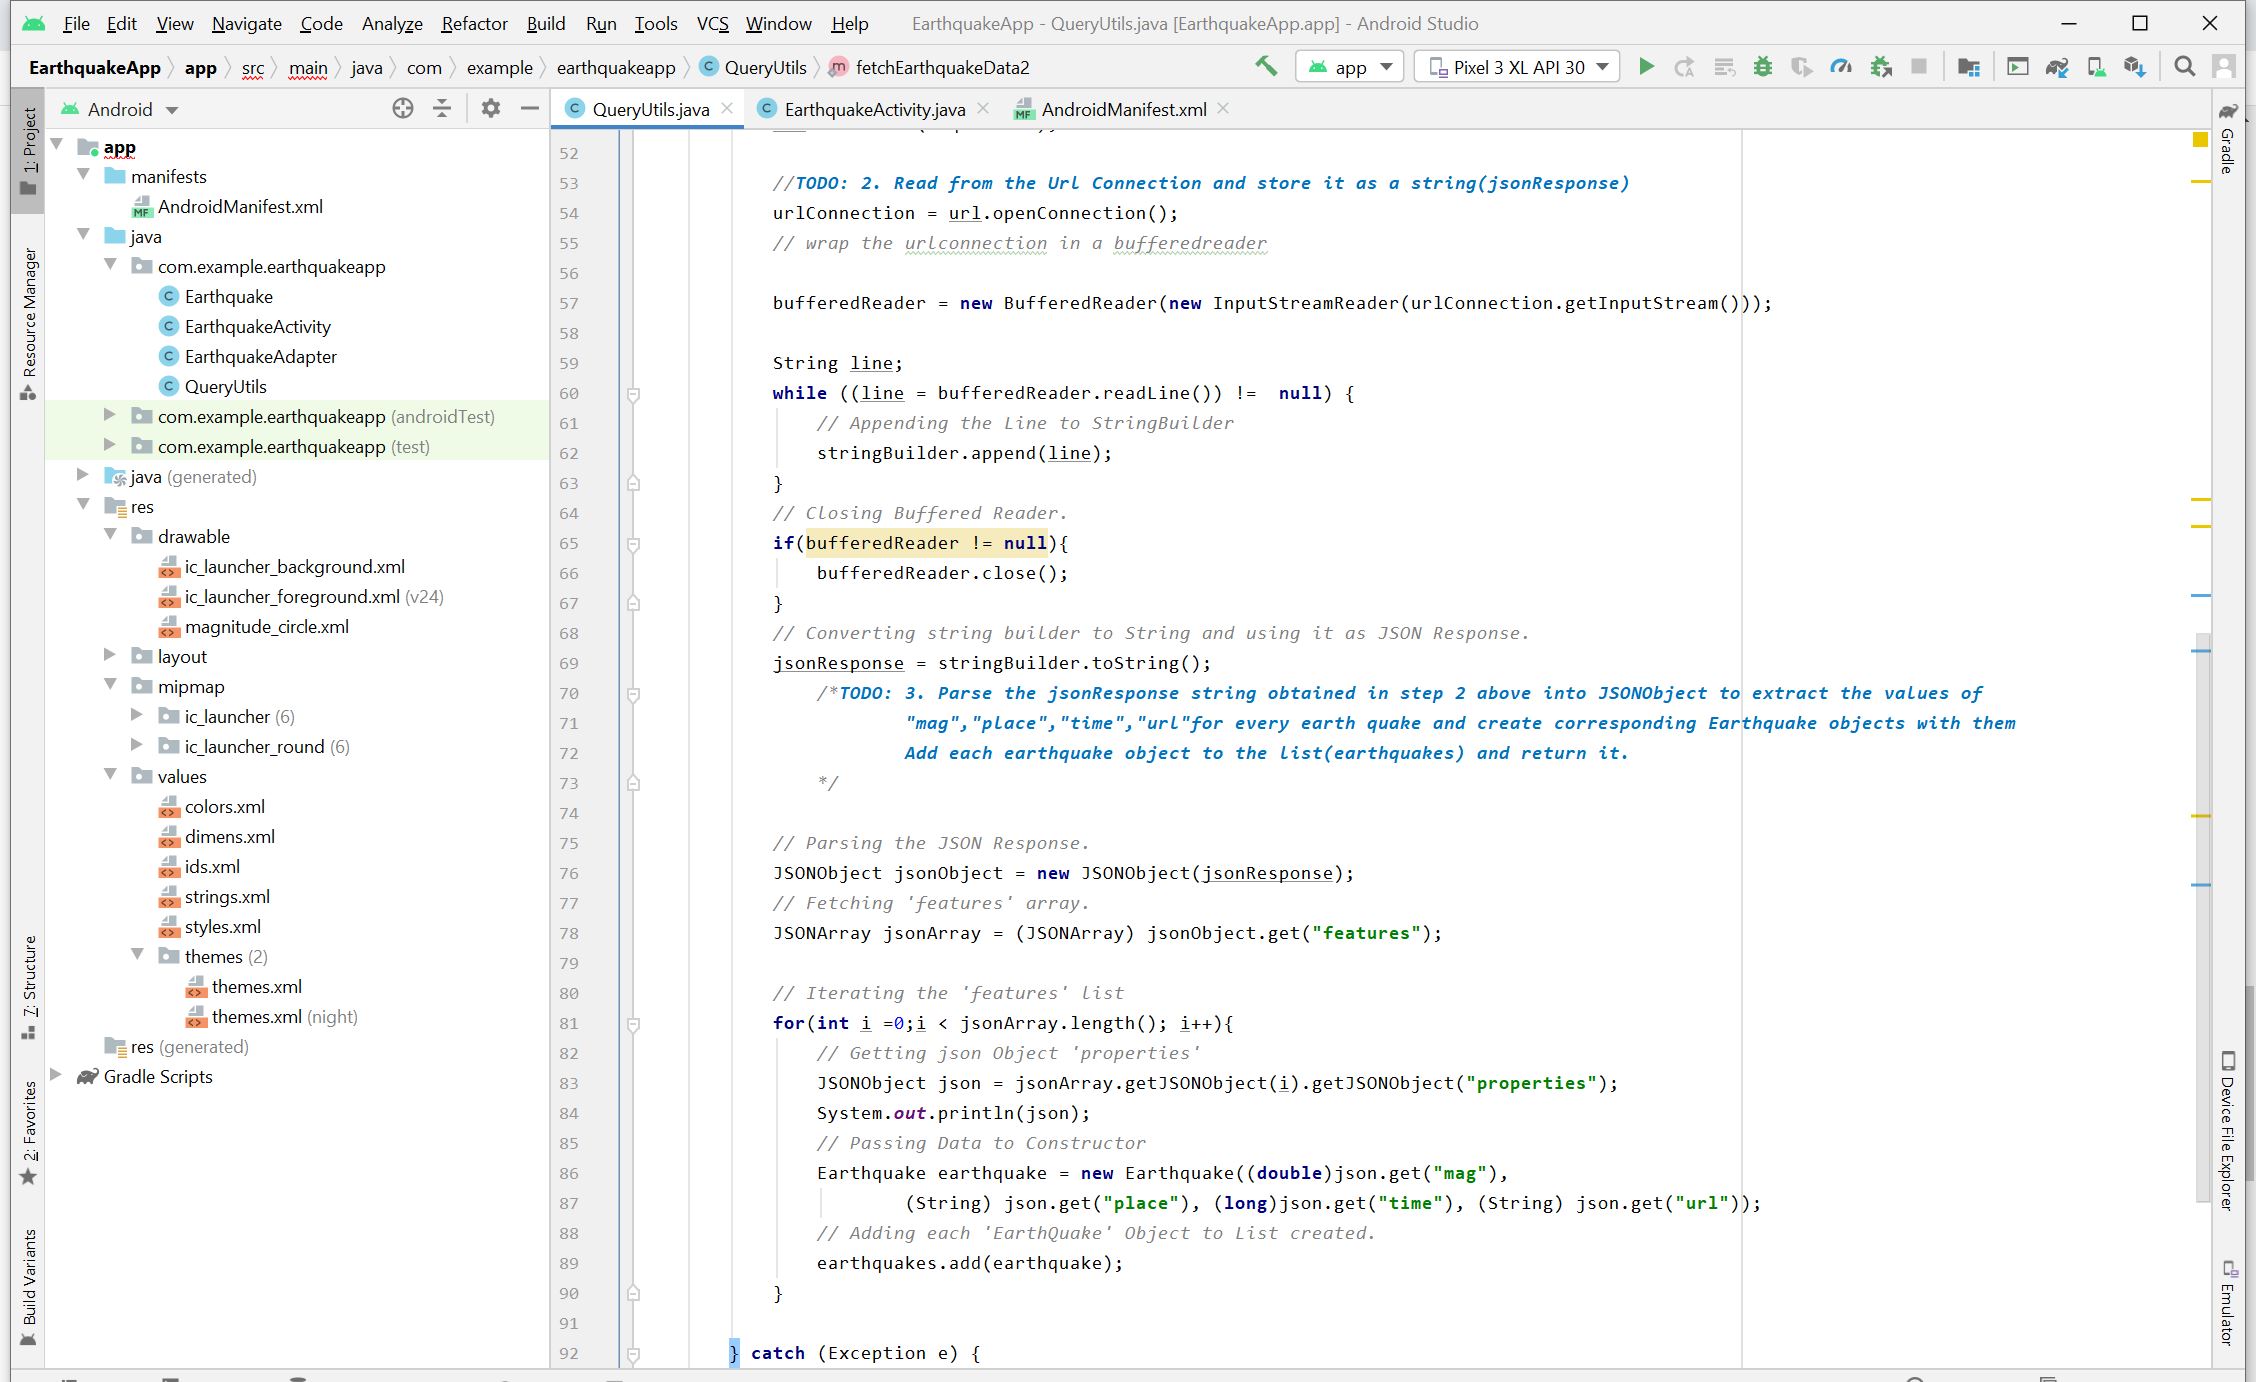 File Edit View Navigate Code Analyze Refactor Build Run Tools VCS Window Help EarthquakeApp - QueryUtils.java [EarthquakeApp.app] - Android Studio
EarthquakeApp app src main java com example earthquakeapp C QueryUtils m fetchEarthquakeData2 app Pixel 3 XL API 30
Android
C QueryUtils.java C EarthquakeActivity.java MF AndroidManifest.xml
1: Project
Resource Manager
7: Structure
2: Favorites
Build Variants
app
manifests
MF AndroidManifest.xml
java
com.example.earthquakeapp
C Earthquake
C EarthquakeActivity
C EarthquakeAdapter
C QueryUtils
com.example.earthquakeapp (androidTest)
com.example.earthquakeapp (test)
java (generated)
res
drawable
ic_launcher_background.xml
ic_launcher_foreground.xml (v24)
magnitude_circle.xml
layout
mipmap
ic_launcher (6)
ic_launcher_round (6)
values
colors.xml
dimens.xml
ids.xml
strings.xml
styles.xml
themes (2)
themes.xml
themes.xml (night)
res (generated)
Gradle Scripts
52
53 //TODO: 2. Read from the Url Connection and store it as a string(jsonResponse)
54 urlConnection = url.openConnection();
55 // wrap the urlconnection in a bufferedreader
56
57 bufferedReader = new BufferedReader(new InputStreamReader(urlConnection.getInputStream()));
58
59 String line;
60 while ((line = bufferedReader.readLine()) !=  null) {
61 // Appending the Line to StringBuilder
62 stringBuilder.append(line);
63 }
64 // Closing Buffered Reader.
65 if(bufferedReader != null){
66 bufferedReader.close();
67 }
68 // Converting string builder to String and using it as JSON Response.
69 jsonResponse = stringBuilder.toString();
70 /*TODO: 3. Parse the jsonResponse string obtained in step 2 above into JSONObject to extract the values of
71 "mag","place","time","url"for every earth quake and create corresponding Earthquake objects with them
72 Add each earthquake object to the list(earthquakes) and return it.
73 */
74
75 // Parsing the JSON Response.
76 JSONObject jsonObject = new JSONObject(jsonResponse);
77 // Fetching 'features' array.
78 JSONArray jsonArray = (JSONArray) jsonObject.get("features");
79
80 // Iterating the 'features' list
81 for(int i =0;i < jsonArray.length(); i++){
82 // Getting json Object 'properties'
83 JSONObject json = jsonArray.getJSONObject(i).getJSONObject("properties");
84 System.out.println(json);
85 // Passing Data to Constructor
86 Earthquake earthquake = new Earthquake((double)json.get("mag"),
87 (String) json.get("place"), (long)json.get("time"), (String) json.get("url"));
88 // Adding each 'EarthQuake' Object to List created.
89 earthquakes.add(earthquake);
90 }
91
92 } catch (Exception e) {
Gradle
Device File Explorer
Emulator